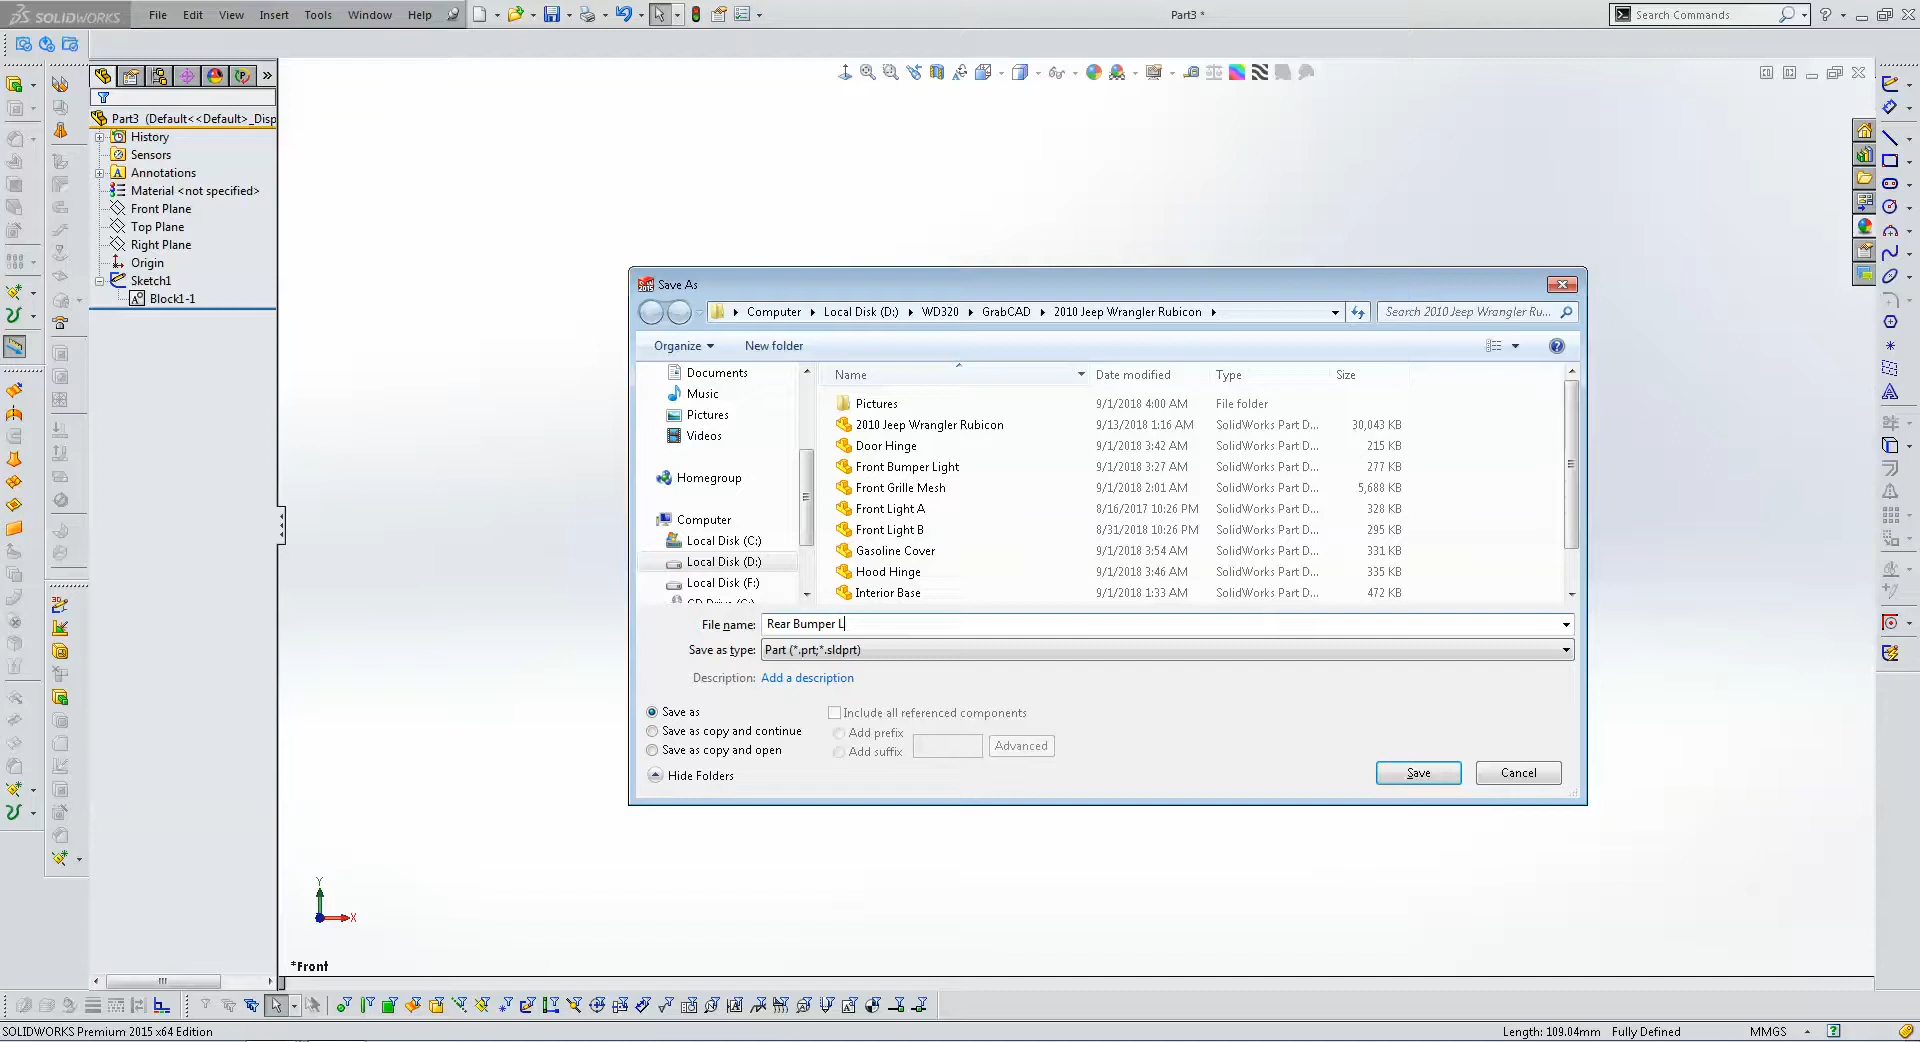 SOLIDWORKS File Edit View Insert Tools Window Help Part3 * Search Commands
Part3 (Default<<Default>_Disp
History
Sensors
Annotations
Material <not specified>
Front Plane
Top Plane
Right Plane
Origin
Sketch1
Block1-1
Save As
Computer Local Disk (D:) WD320 GrabCAD 2010 Jeep Wrangler Rubicon Search 2010 Jeep Wrangler Ru...
Organize New folder
Documents
Music
Pictures
Videos
Homegroup
Computer
Local Disk (C:)
Local Disk (D:)
Local Disk (F:)
Name Date modified Type Size
Pictures 9/1/2018 4:00 AM File folder
2010 Jeep Wrangler Rubicon 9/13/2018 1:16 AM SolidWorks Part D... 30,043 KB
Door Hinge 9/1/2018 3:42 AM SolidWorks Part D... 215 KB
Front Bumper Light 9/1/2018 3:27 AM SolidWorks Part D... 277 KB
Front Grille Mesh 9/1/2018 2:01 AM SolidWorks Part D... 5,688 KB
Front Light A 8/16/2017 10:26 PM SolidWorks Part D... 328 KB
Front Light B 8/31/2018 10:26 PM SolidWorks Part D... 295 KB
Gasoline Cover 9/1/2018 3:54 AM SolidWorks Part D... 331 KB
Hood Hinge 9/1/2018 3:46 AM SolidWorks Part D... 335 KB
Interior Base 9/1/2018 1:33 AM SolidWorks Part D... 472 KB
File name: Rear Bumper L
Save as type: Part (*.prt;*.sldprt)
Description: Add a description
Save as
Save as copy and continue
Save as copy and open
Include all referenced components
Add prefix
Add suffix
Advanced
Hide Folders
Save Cancel
Y
X
*Front
SOLIDWORKS Premium 2015 x64 Edition Length: 109.04mm Fully Defined MMGS